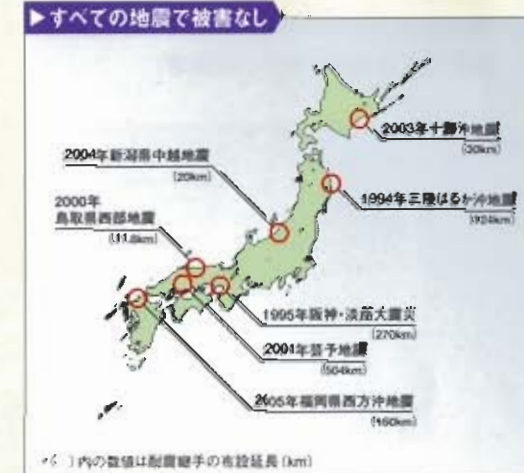 ▶すべての地震で被害なし
2003年十勝沖地震
(30km)
2004年新潟県中越地震
(20km)
1994年三陸はるか沖地震
2000年
鳥取県西部地震
(11.8km)
1995年阪神・淡路大震災
(270km)
2001年芸予地震
(504km)
2005年福岡県西方沖地震
(160km)
( )内の数値は耐震継手の布設延長(km)